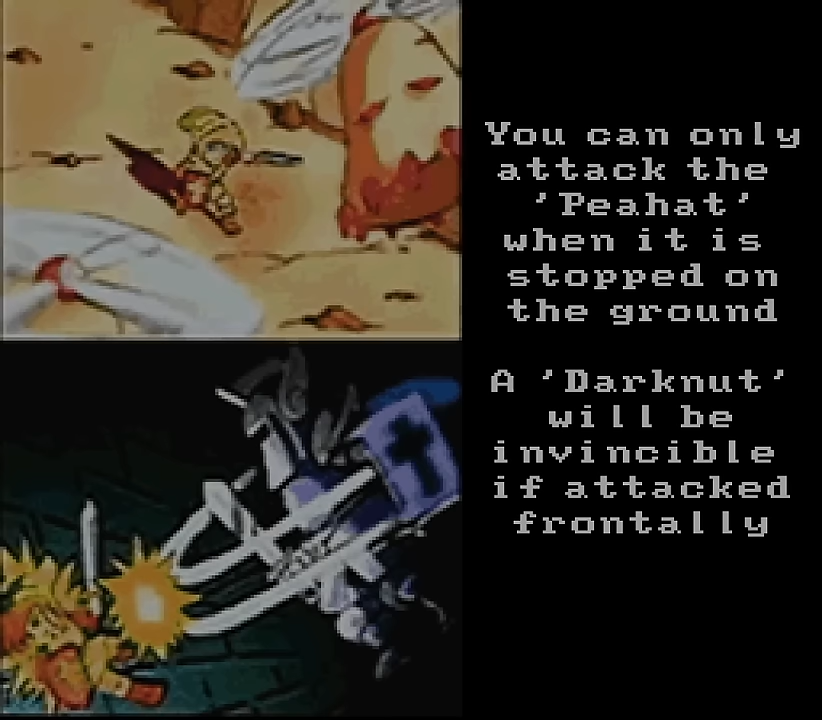 You can only
attack the
'Peahat'
when it is
stopped on
the ground
A 'Darknut'
will be
invincible
if attacked
frontally